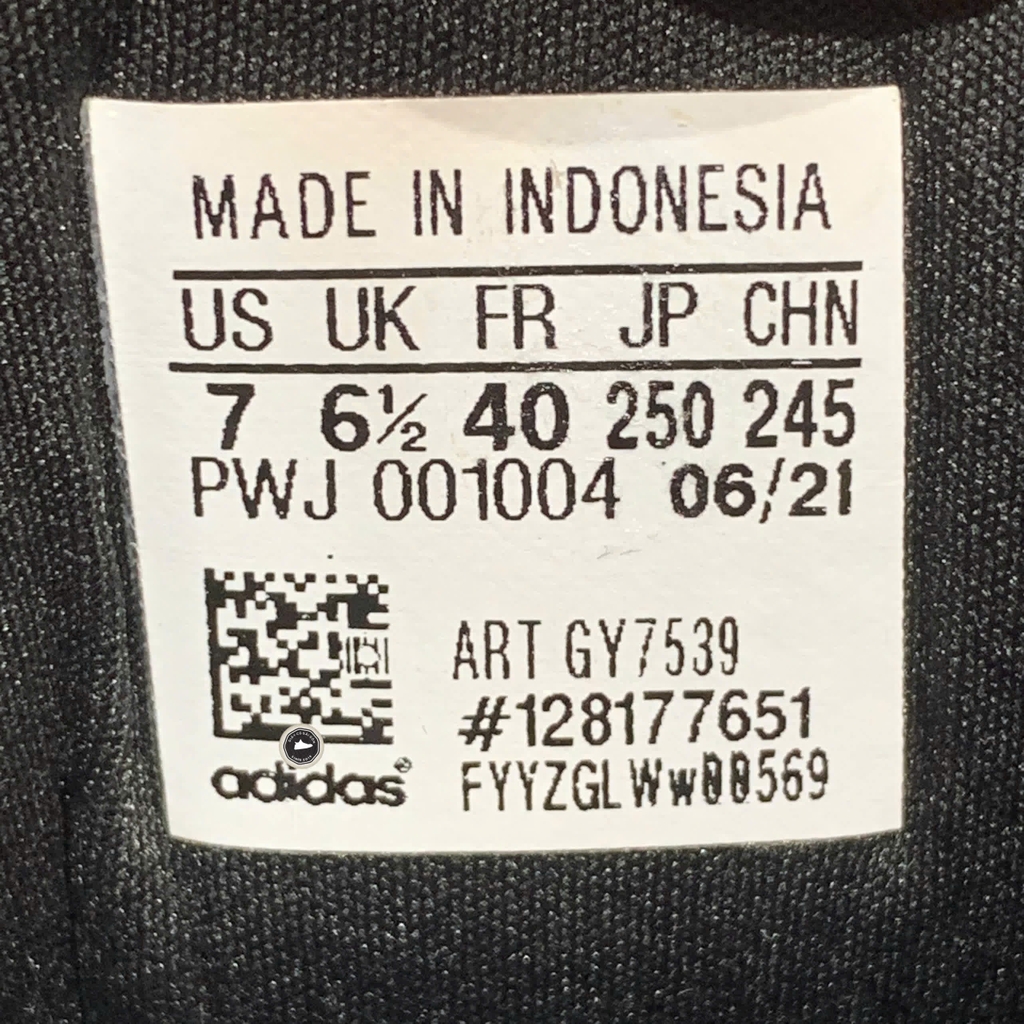 MADE IN INDONESIA
US UK FR JP CHN
7 6½ 40 250 245
PWJ 001004 06/21
ART GY7539
#128177651
adidas® FYYZGLWw00569